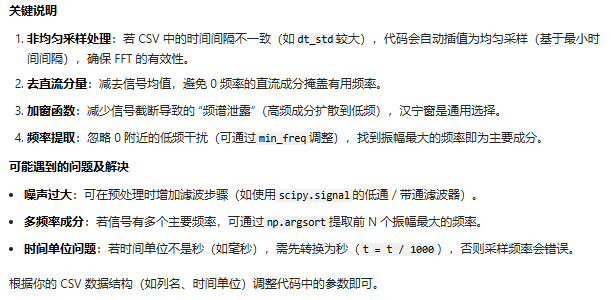 关键说明
1. 非均匀采样处理：若 CSV 中的时间间隔不一致（如 dt_std 较大），代码会自动插值为均匀采样（基于最小时
间间隔），确保 FFT 的有效性。
2. 去直流分量：减去信号均值，避免 0 频率的直流成分掩盖有用频率。
3. 加窗函数：减少信号截断导致的 “频谱泄露”（高频成分扩散到低频），汉宁窗是通用选择。
4. 频率提取：忽略 0 附近的低频干扰（可通过 min_freq 调整），找到振幅最大的频率即为主要成分。
可能遇到的问题及解决
• 噪声过大：可在预处理时增加滤波步骤（如使用 scipy.signal 的低通 / 带通滤波器）。
• 多频率成分：若信号有多个主要频率，可通过 np.argsort 提取前 N 个振幅最大的频率。
• 时间单位问题：若时间单位不是秒（如毫秒），需先转换为秒（ t = t / 1000 ），否则采样频率会错误。
根据你的 CSV 数据结构（如列名、时间单位）调整代码中的参数即可。